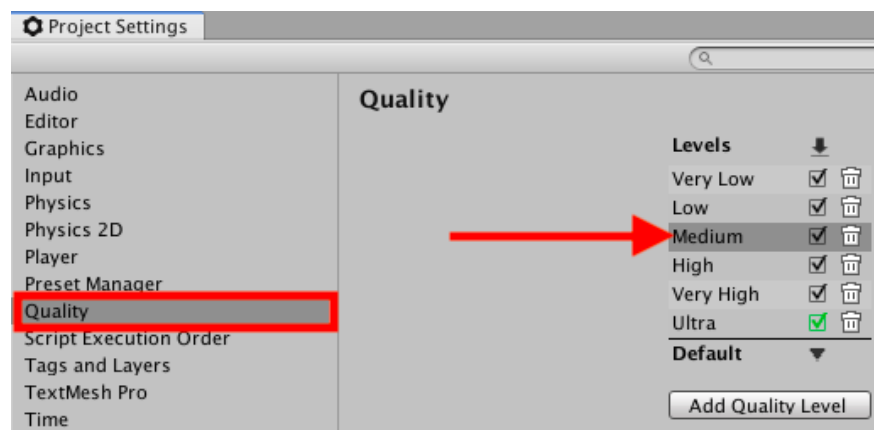 Project Settings
Audio
Editor
Graphics
Input
Physics
Physics 2D
Player
Preset Manager
Quality
Script Execution Order
Tags and Layers
TextMesh Pro
Time
Quality
Levels
Very Low
Low
Medium
High
Very High
Ultra
Default
Add Quality Level